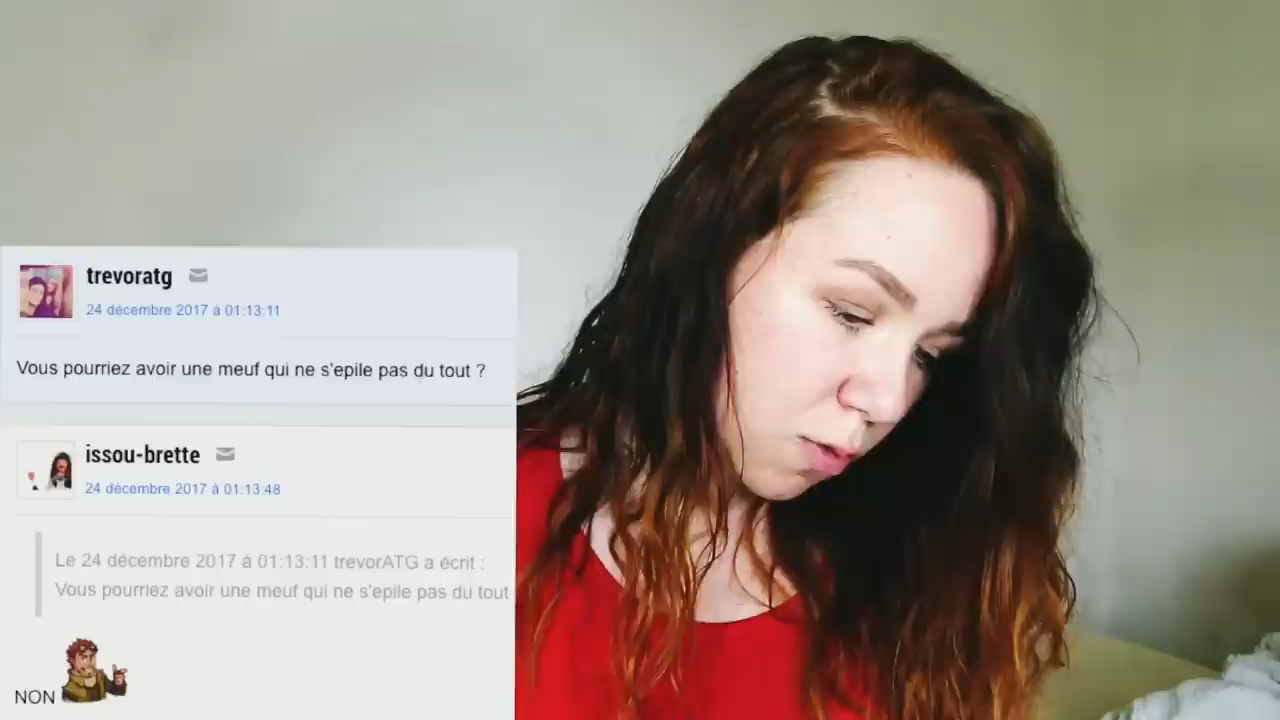 trevoratg
24 décembre 2017 à 01:13:11
Vous pourriez avoir une meuf qui ne s'epile pas du tout ?
issou-brette
24 décembre 2017 à 01:13:48
Le 24 décembre 2017 à 01:13:11 trevorATG a écrit :
Vous pourriez avoir une meuf qui ne s'epile pas du tout
NON